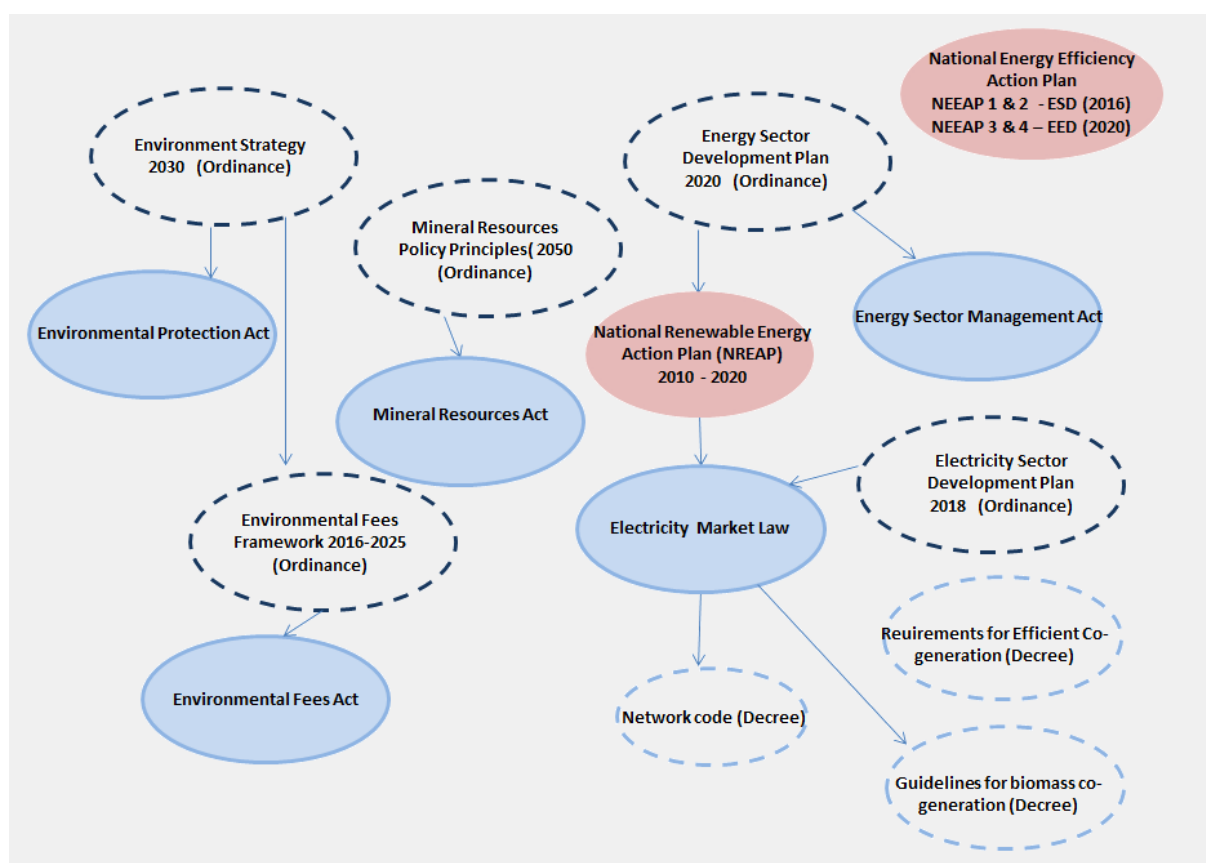 National Energy Efficiency
Action Plan
NEEAP 1 & 2 - ESD (2016)
NEEAP 3 & 4 – EED (2020)
Environment Strategy
2030 (Ordinance)
Energy Sector
Development Plan
2020 (Ordinance)
Mineral Resources
Policy Principles( 2050
(Ordinance)
Environmental Protection Act
National Renewable Energy
Action Plan (NREAP)
2010 - 2020
Energy Sector Management Act
Mineral Resources Act
Electricity Sector
Development Plan
2018 (Ordinance)
Environmental Fees
Framework 2016-2025
(Ordinance)
Electricity Market Law
Reuirements for Efficient Co-
generation (Decree)
Environmental Fees Act
Network code (Decree)
Guidelines for biomass co-
generation (Decree)